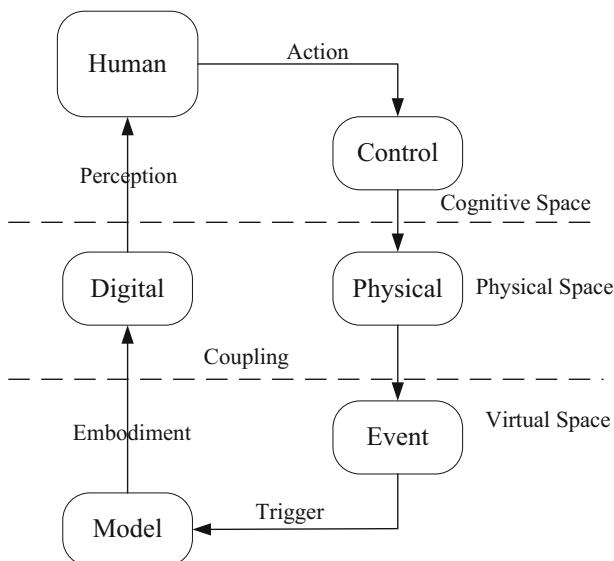 Human
Action
Control
Perception
Cognitive Space
Digital
Physical
Physical Space
Coupling
Embodiment
Event
Virtual Space
Model
Trigger